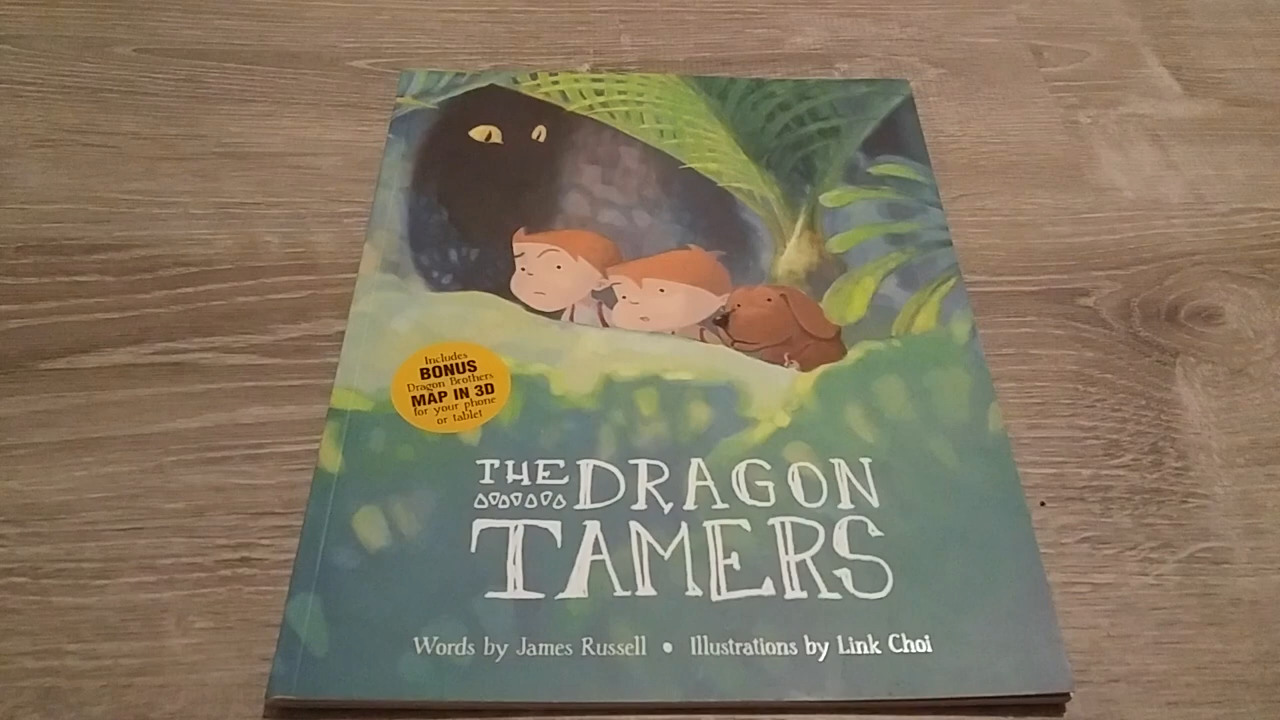 Includes
BONUS
Dragon Brothers
MAP IN 3D
for your phone
or tablet
THE DRAGON
TAMERS
Words by James Russell • Illustrations by Link Choi